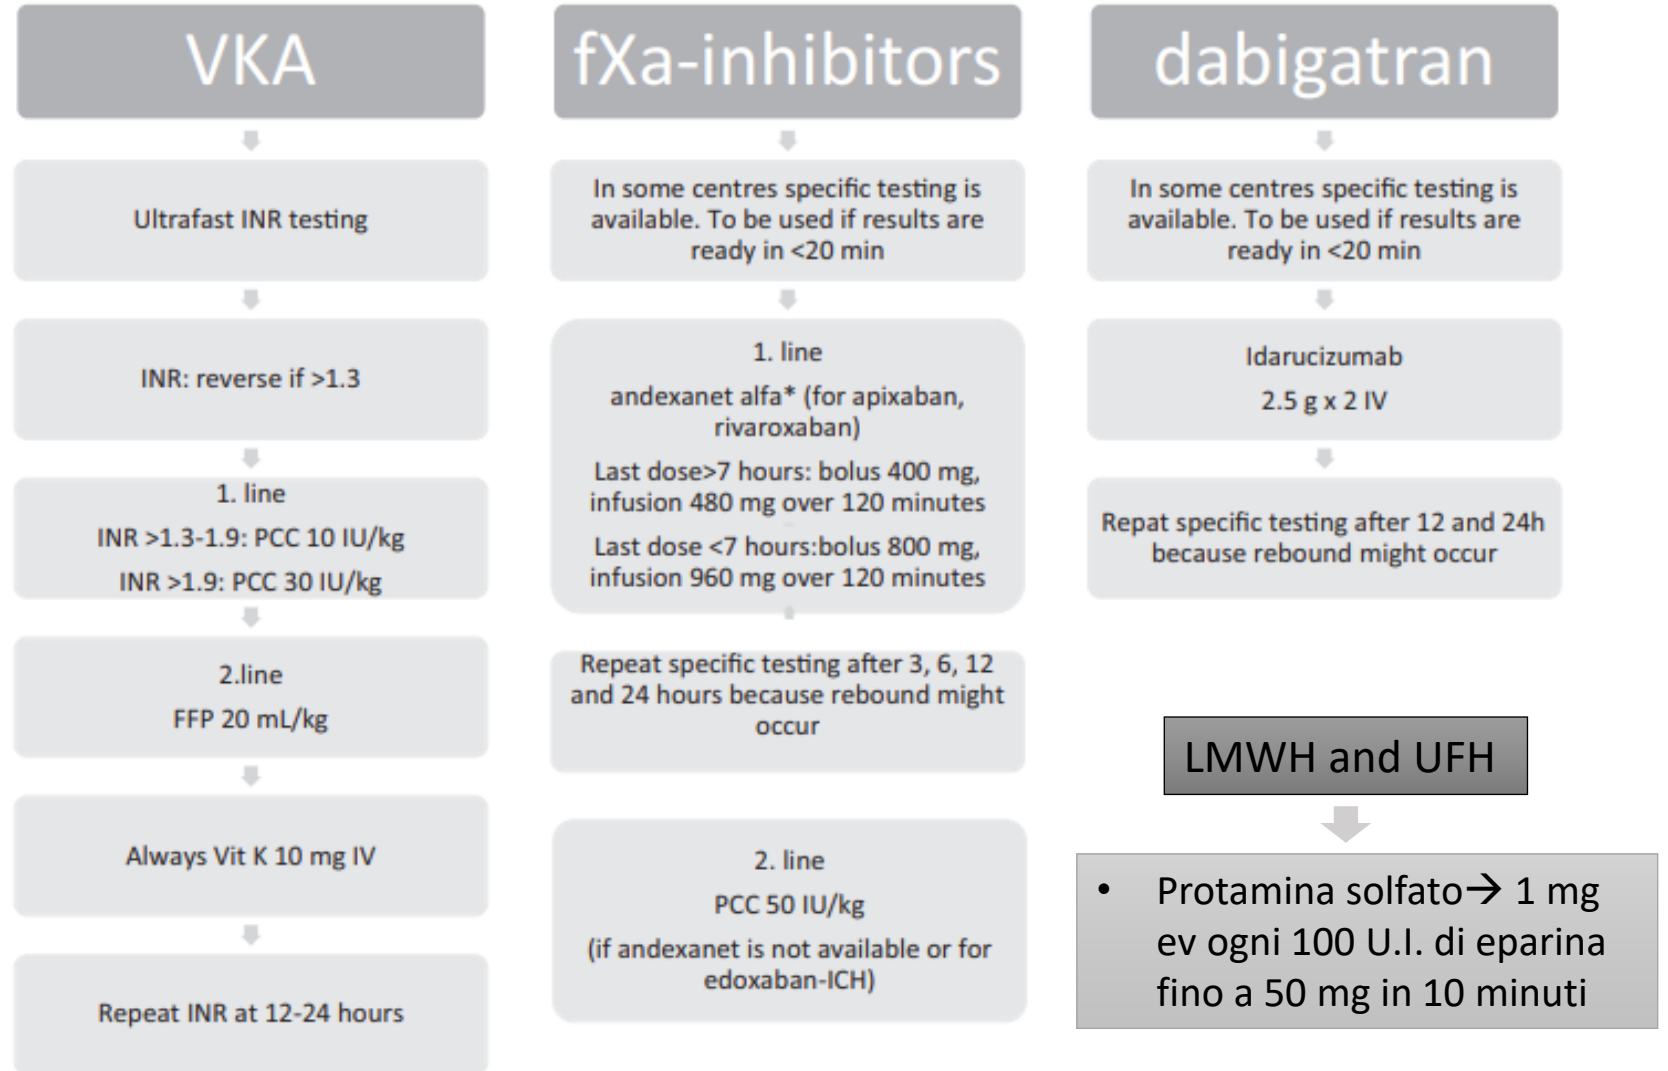 VKA
Ultrafast INR testing
INR: reverse if >1.3
1. line
INR >1.3-1.9: PCC 10 IU/kg
INR >1.9: PCC 30 IU/kg
2.line
FFP 20 mL/kg
Always Vit K 10 mg IV
Repeat INR at 12-24 hours
fXa-inhibitors
In some centres specific testing is
available. To be used if results are
ready in <20 min
1. line
andexanet alfa* (for apixaban,
rivaroxaban)
Last dose>7 hours: bolus 400 mg,
infusion 480 mg over 120 minutes
Last dose <7 hours:bolus 800 mg,
infusion 960 mg over 120 minutes
Repeat specific testing after 3, 6, 12
and 24 hours because rebound might
occur
2. line
PCC 50 IU/kg
(if andexanet is not available or for
edoxaban-ICH)
dabigatran
In some centres specific testing is
available. To be used if results are
ready in <20 min
Idarucizumab
2.5 g x 2 IV
Repat specific testing after 12 and 24h
because rebound might occur
LMWH and UFH
• Protamina solfato→ 1 mg
ev ogni 100 U.I. di eparina
fino a 50 mg in 10 minuti